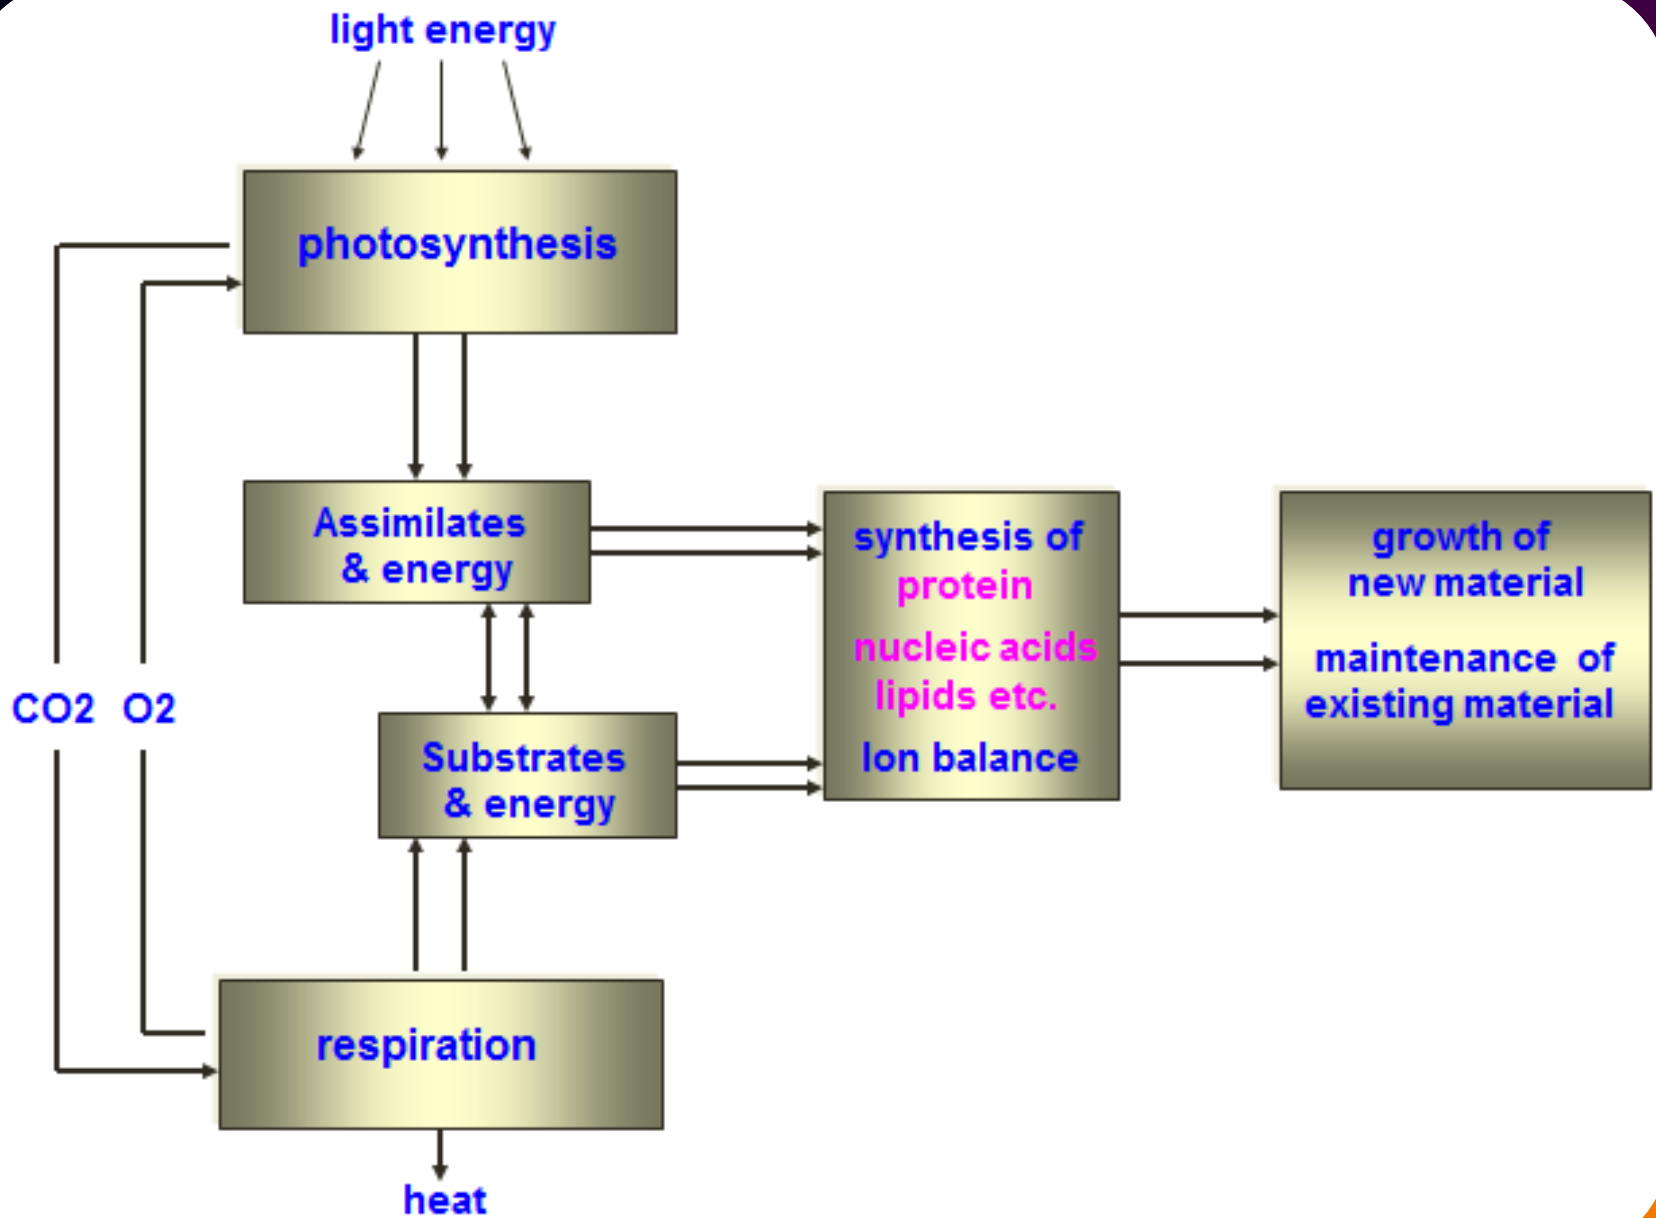 light energy
photosynthesis
Assimilates
& energy
synthesis of
protein
nucleic acids
lipids etc.
Ion balance
growth of
new material
maintenance of
existing material
CO2 O2
Substrates
& energy
respiration
heat